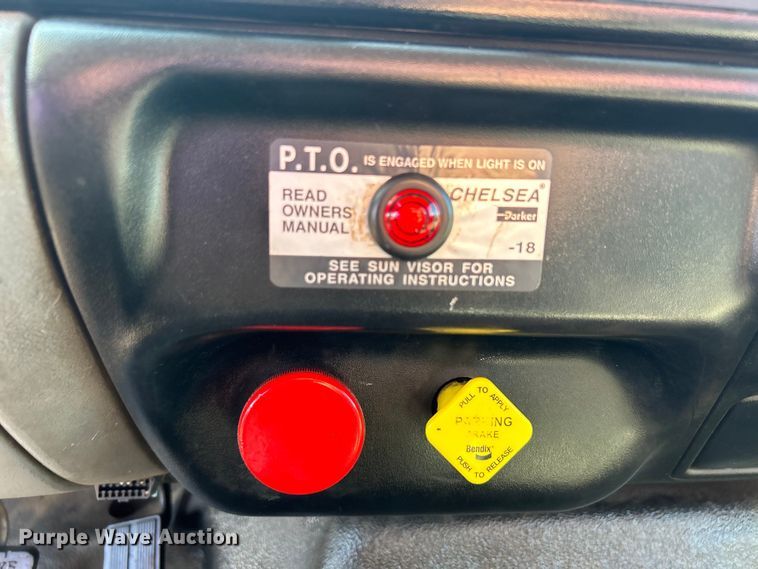 P.T.O. IS ENGAGED WHEN LIGHT IS ON
READ
OWNERS
MANUAL
CHELSEA®
Parker
-18
SEE SUN VISOR FOR
OPERATING INSTRUCTIONS
PULL TO APPLY
PARKING
BRAKE
Bendix
PUSH TO RELEASE
Purple Wave Auction